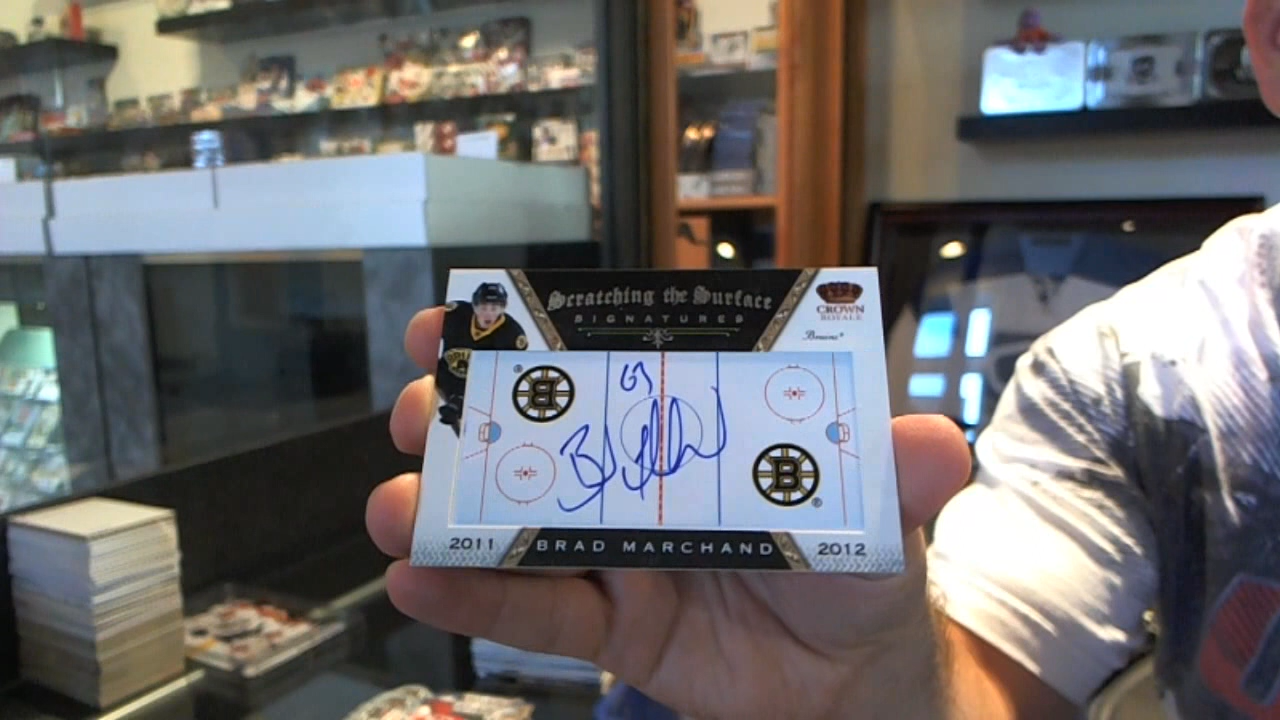 Scratching the Surface
SIGNATURES
CROWN
ROYALE
Bruins
B
63
B
2011 BRAD MARCHAND 2012